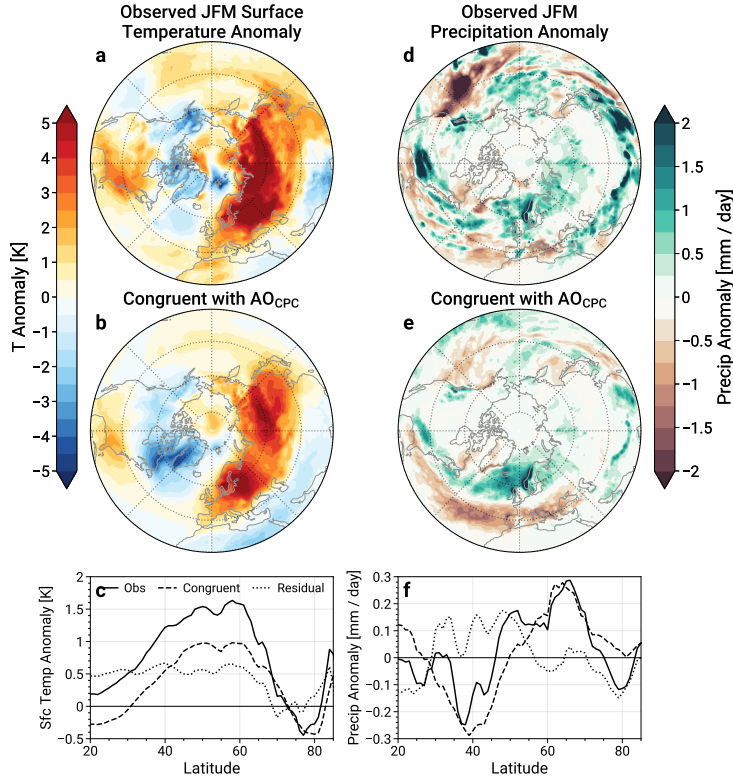 Observed JFM Surface
Temperature Anomaly
Observed JFM
Precipitation Anomaly
a
d
5
4
3
2
1
0
−1
−2
−3
−4
−5
T Anomaly [K]
2
1.5
1
0.5
0
−0.5
−1
−1.5
−2
Precip Anomaly [mm / day]
Congruent with AO_CPC
Congruent with AO_CPC
b
e
c
Obs
Congruent
Residual
f
2
1.5
1
0.5
0
−0.5
Sfc Temp Anomaly [K]
20
40
60
80
Latitude
0.3
0.2
0.1
0
−0.1
−0.2
−0.3
Precip Anomaly [mm / day]
20
40
60
80
Latitude